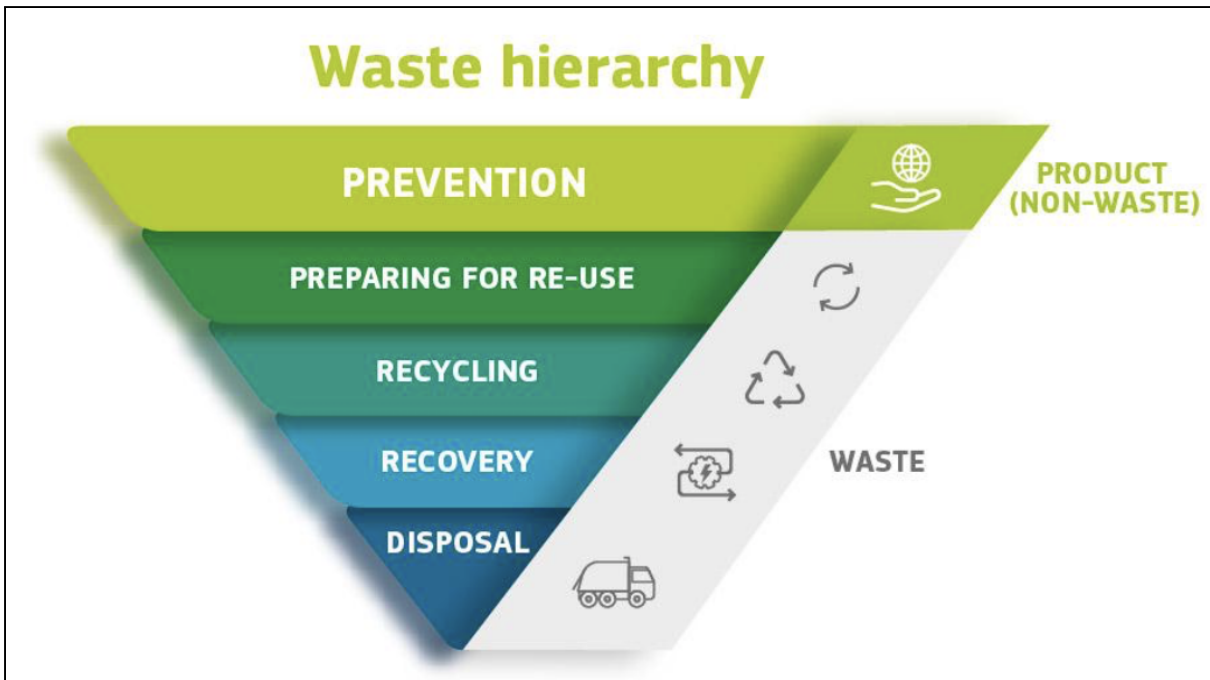 Waste hierarchy
PREVENTION
PRODUCT
(NON-WASTE)
PREPARING FOR RE-USE
RECYCLING
RECOVERY
WASTE
DISPOSAL